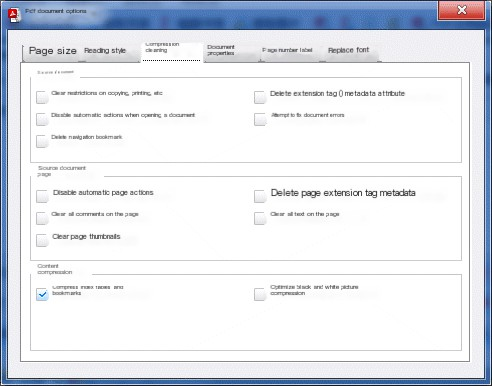 Pdf document options
Page size
Reading style
Compression
cleaning
Document
properties
Page number label
Replace font
Source document
Clear restrictions on copying, printing, etc
Delete extension tag () metadata attribute
Disable automatic actions when opening a document
Attempt to fix document errors
Delete navigation bookmark
Source document
page
Disable automatic page actions
Delete page extension tag metadata
Clear all comments on the page
Clear all text on the page
Clear page thumbnails
Content
compression
Compress index tables and
bookmarks
Optimize black and white picture
compression